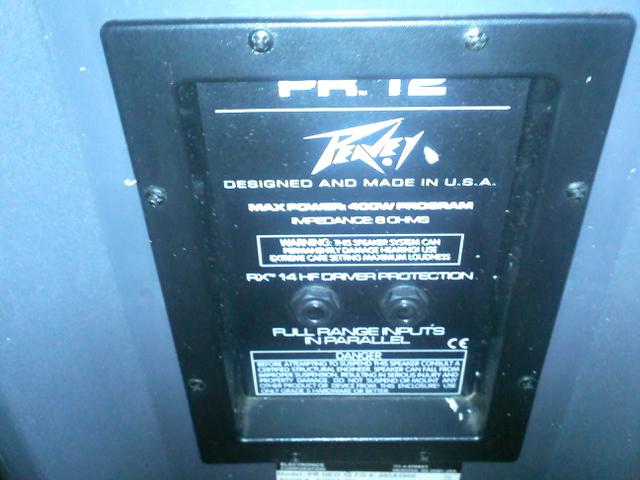 PR™ 12
PEAVEY
DESIGNED AND MADE IN U.S.A.
MAX POWER: 400W PROGRAM
IMPEDANCE: 8 OHMS
WARNING: THIS SPEAKER SYSTEM CAN
PERMANENTLY DAMAGE HEARING! USE
EXTREME CARE SETTING MAXIMUM LOUDNESS
RX™ 14 HF DRIVER PROTECTION
FULL RANGE INPUTS
IN PARALLEL
CE
DANGER
BEFORE ATTEMPTING TO SUSPEND THIS SPEAKER CONSULT A
CERTIFIED STRUCTURAL ENGINEER. SPEAKER CAN FALL FROM
IMPROPER SUSPENSION, RESULTING IN SERIOUS INJURY AND
PROPERTY DAMAGE. DO NOT SUSPEND OR MOUNT ANY
OTHER PRODUCT OR DEVICE FROM THIS ENCLOSURE! USE
ONLY GRADE 5 HARDWARE OR BETTER.
ELECTRONICS
CORPORATION